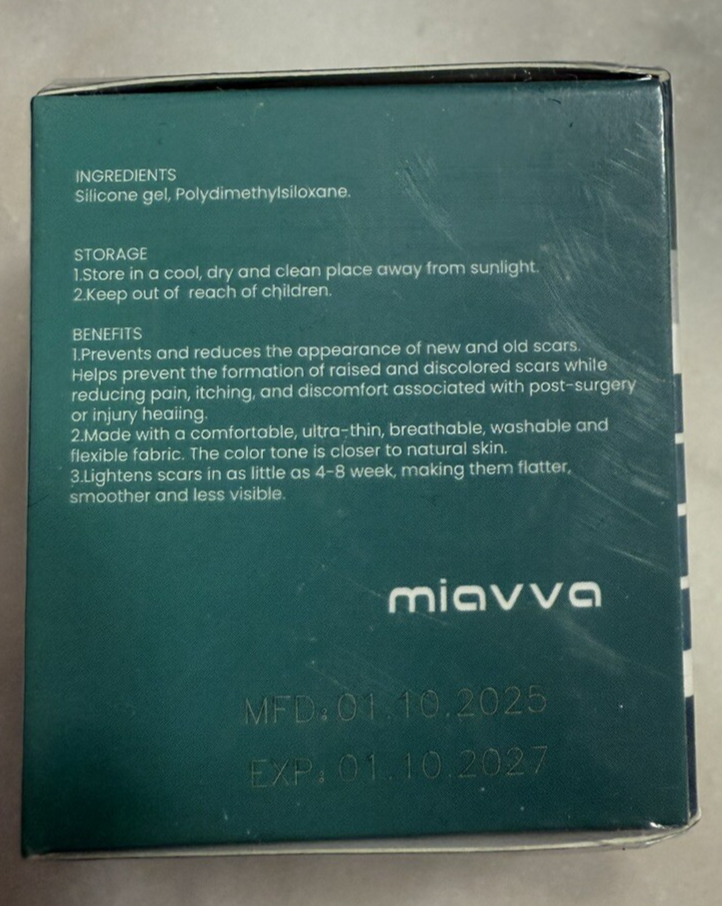 INGREDIENTS
Silicone gel, Polydimethylsiloxane.
STORAGE
1.Store in a cool, dry and clean place away from sunlight.
2.Keep out of reach of children.
BENEFITS
1.Prevents and reduces the appearance of new and old scars.
Helps prevent the formation of raised and discolored scars while
reducing pain, itching, and discomfort associated with post-surgery
or injury heaiing.
2.Made with a comfortable, ultra-thin, breathable, washable and
flexible fabric. The color tone is closer to natural skin.
3.Lightens scars in as little as 4-8 week, making them flatter,
smoother and less visible.
miavva
MFD:01.10.2025
EXP:01.10.2027